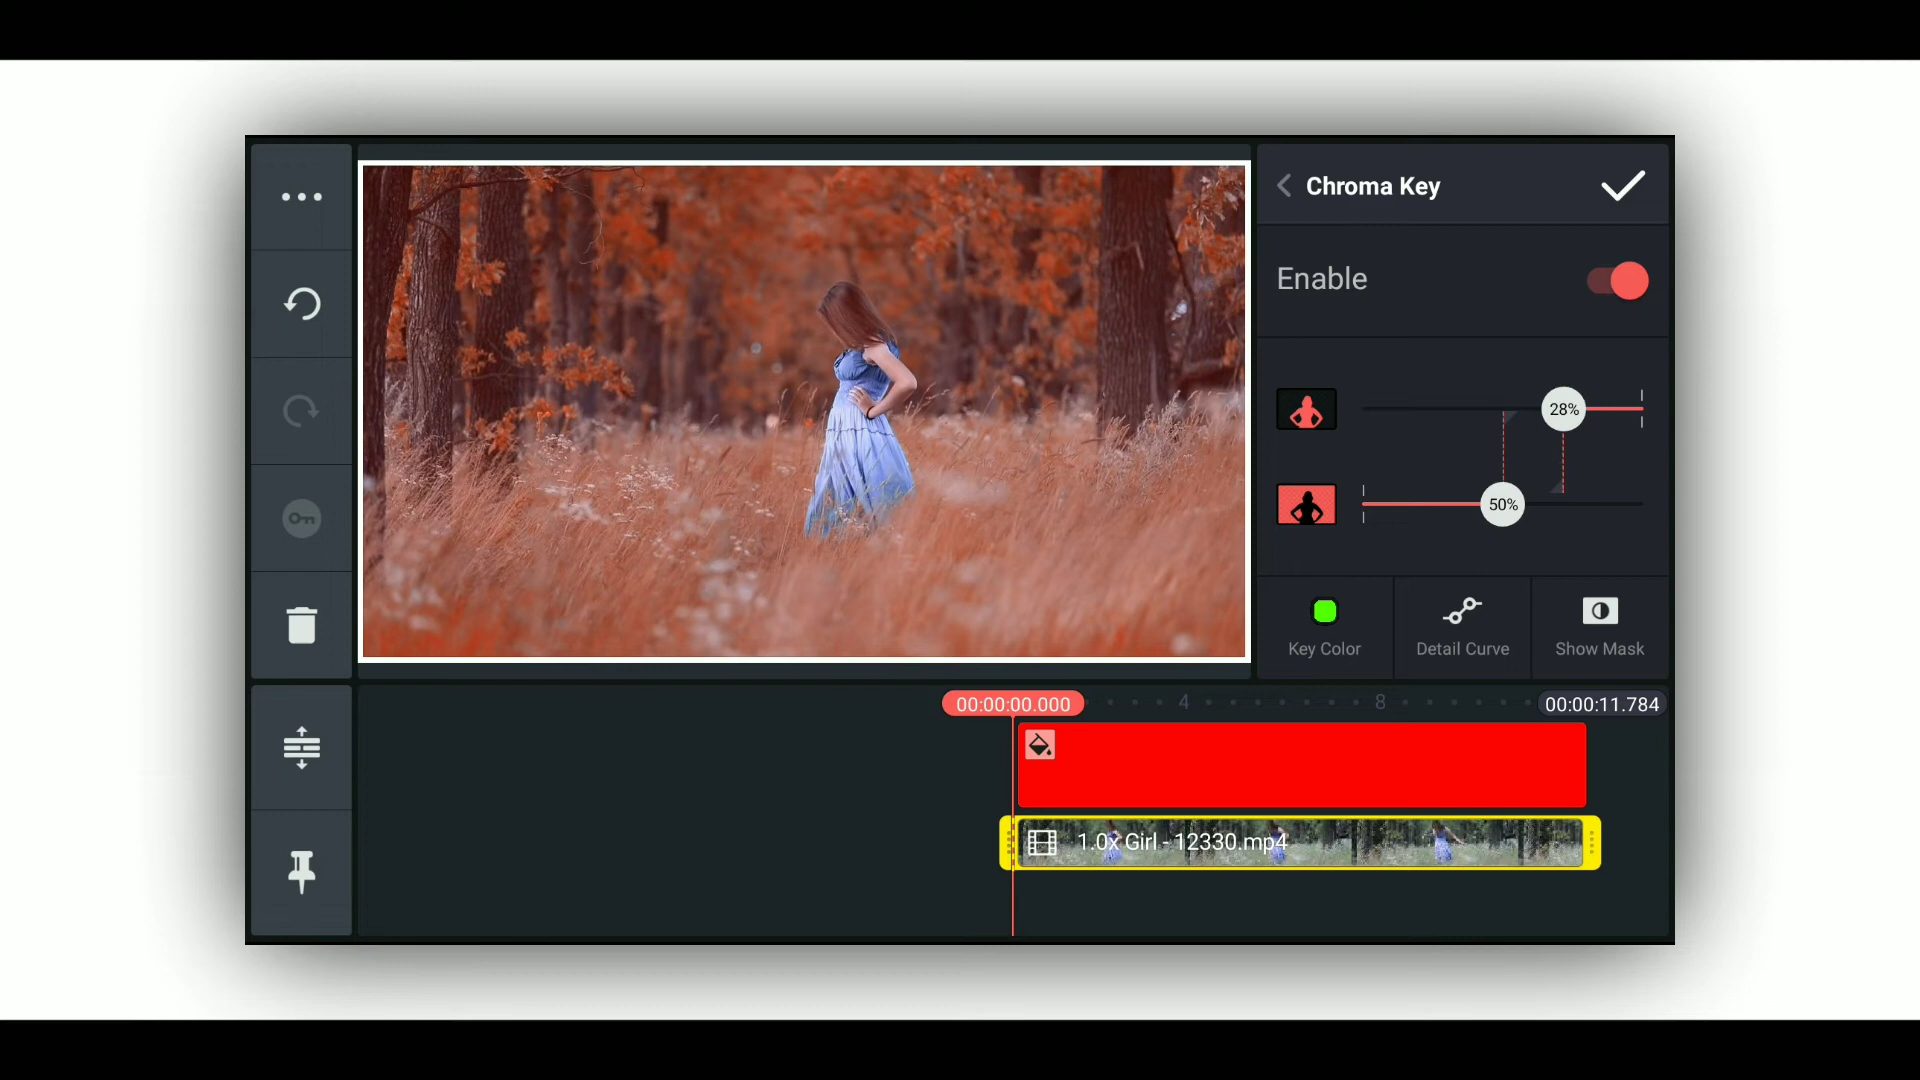 Chroma Key
Enable
28%
50%
Key Color
Detail Curve
Show Mask
00:00:00.000
4
8
00:00:11.784
1.0x Girl - 12330.mp4